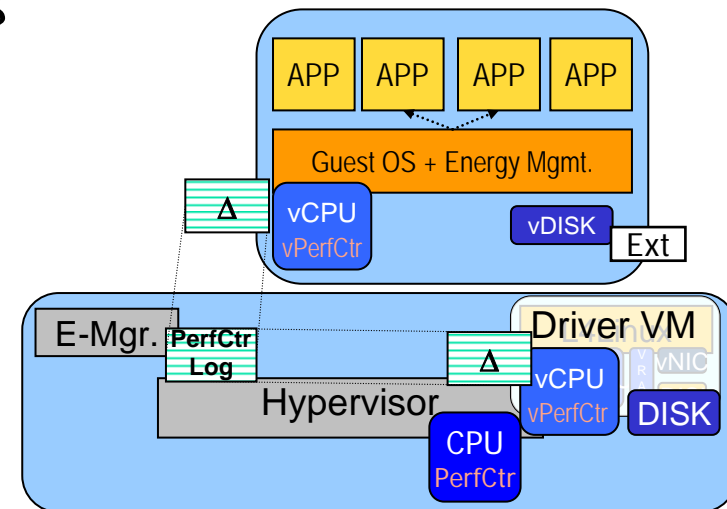 APP APP APP APP
Guest OS + Energy Mgmt.
Δ
vCPU
vPerfCtr
vDISK
Ext
E-Mgr.
PerfCtr
Log
Hypervisor
Δ
Driver VM
vNIC
vCPU
vPerfCtr
DISK
CPU
PerfCtr